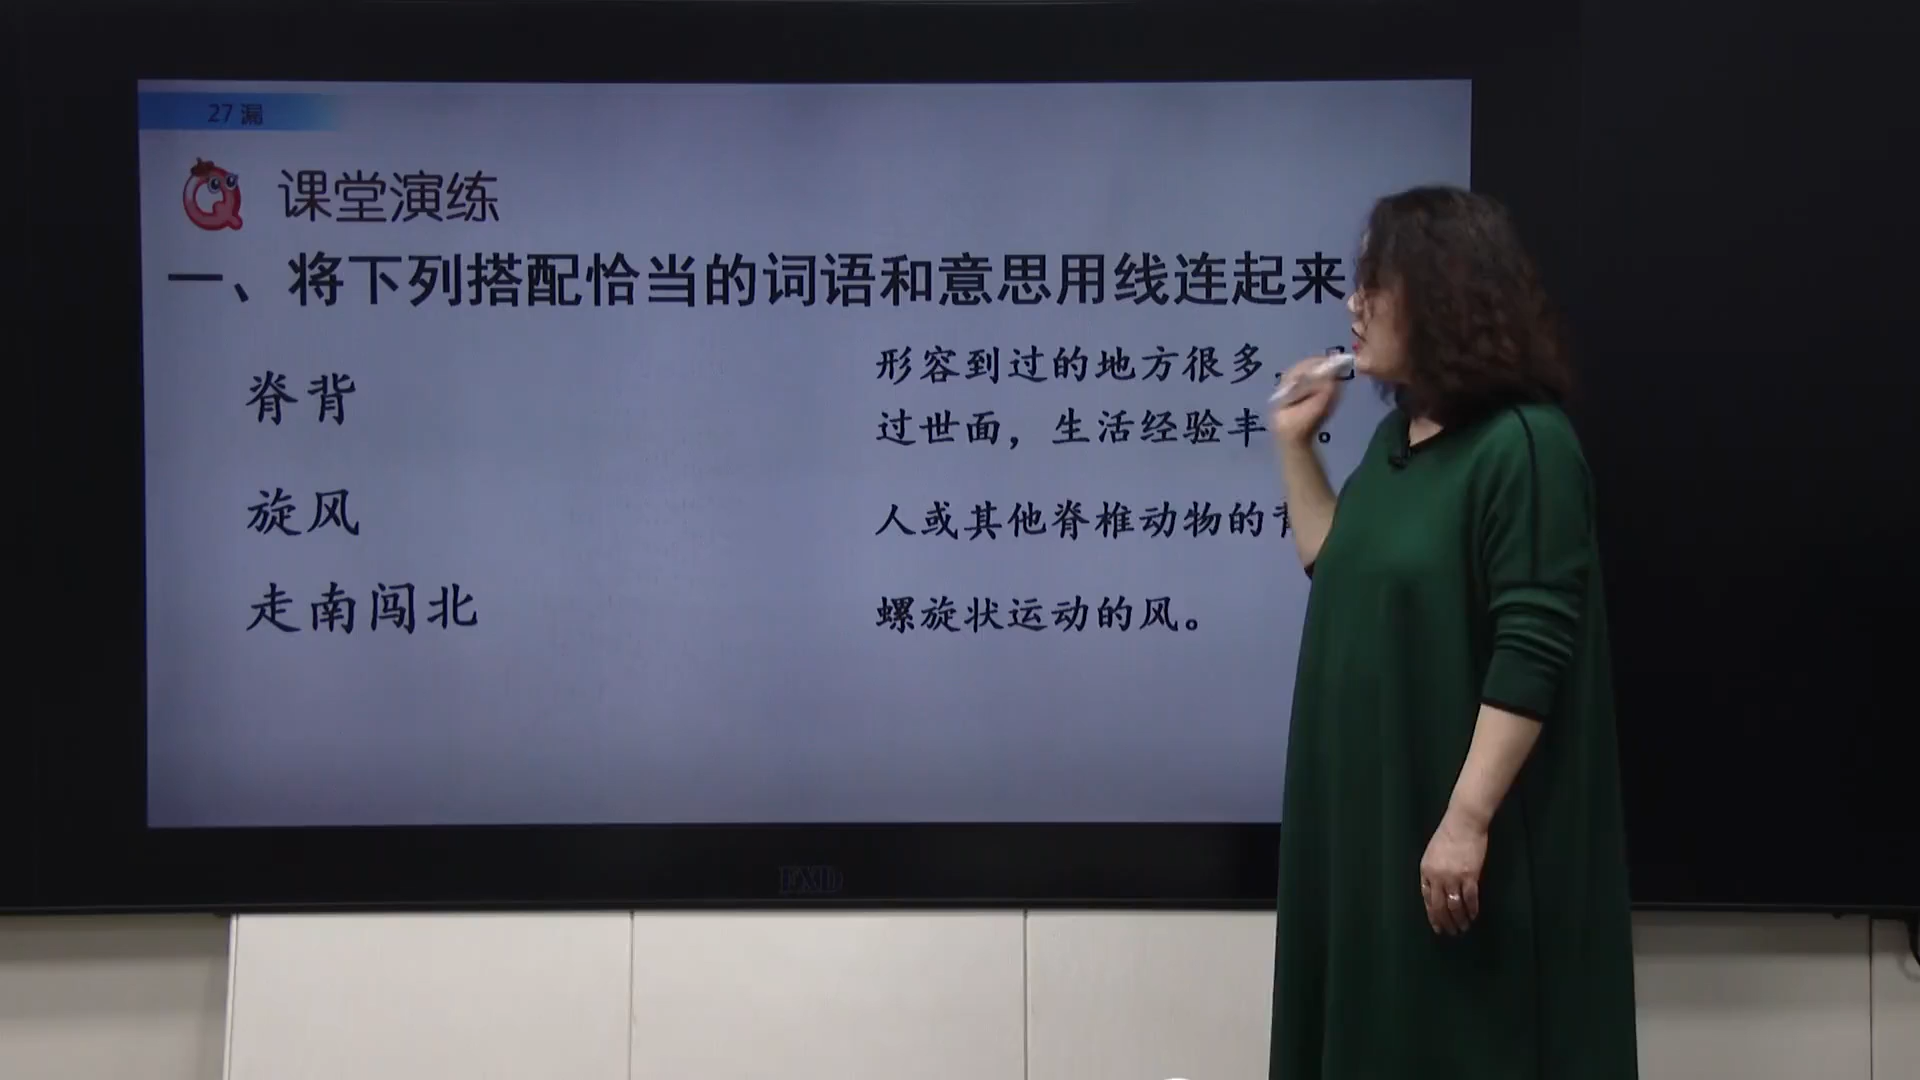 27 漏
课堂演练
一、将下列搭配恰当的词语和意思用线连起来
脊背
形容到过的地方很多，
过世面，生活经验丰 。
旋风
人或其他脊椎动物的
走南闯北
螺旋状运动的风。
FXD